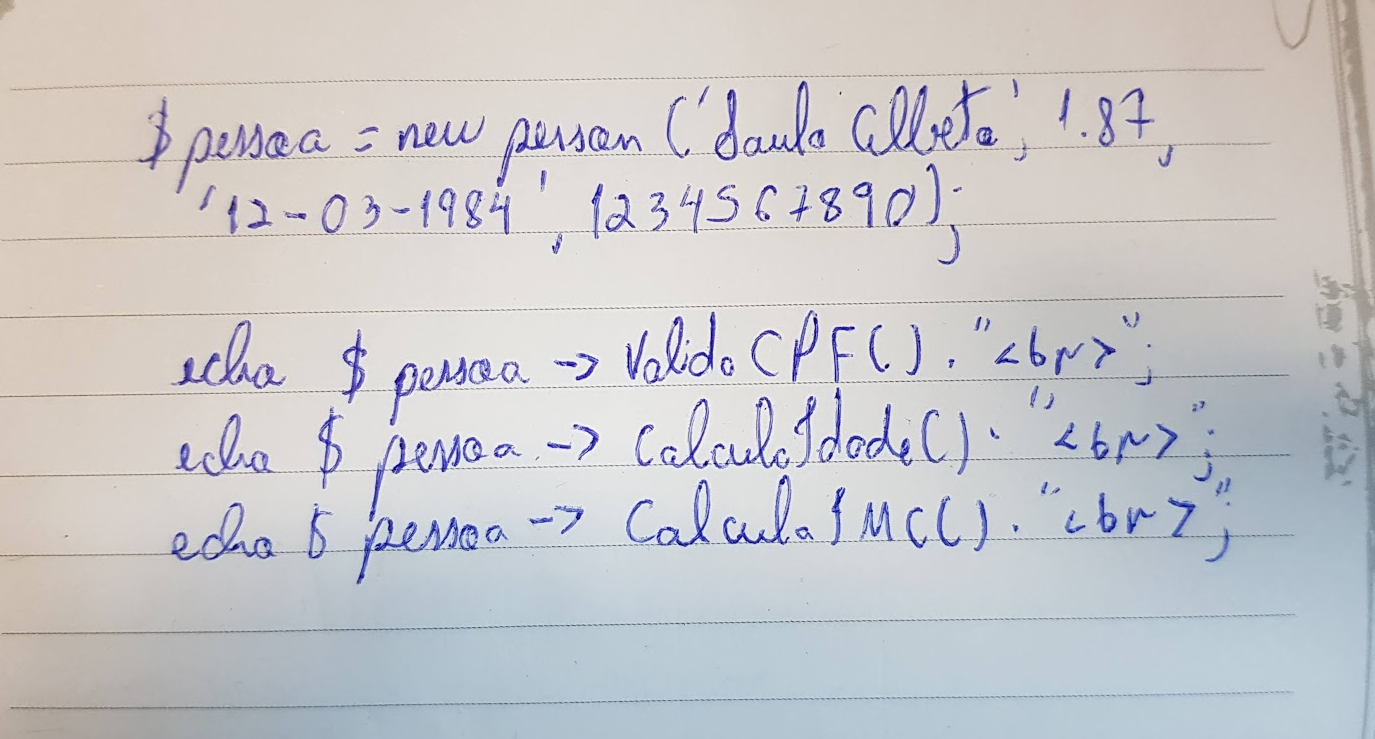 $pessoa = new person ('Saulo Alberto', 1.87,
'12-03-1984', 1234567890);
echo $ pessoa -> ValidaCPF(). "<br>";
echo $ pessoa -> CalculaIdade(). "<br>";
echo $ pessoa -> CalculaIMC(). "<br>";